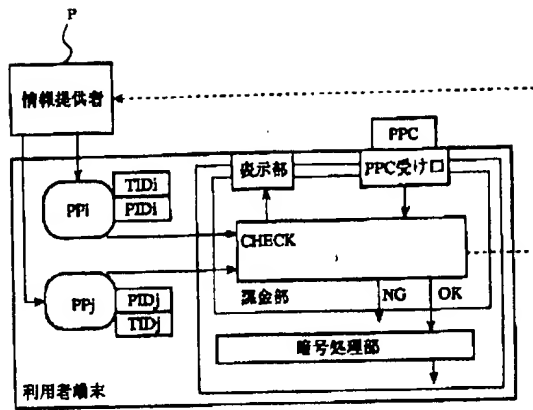 P
情報提供者
PPC
表示部
PPC受け口
TIDi
PPi
PIDi
CHECK
PPj
PIDj
TIDj
課金部
NG
OK
暗号処理部
利用者端末